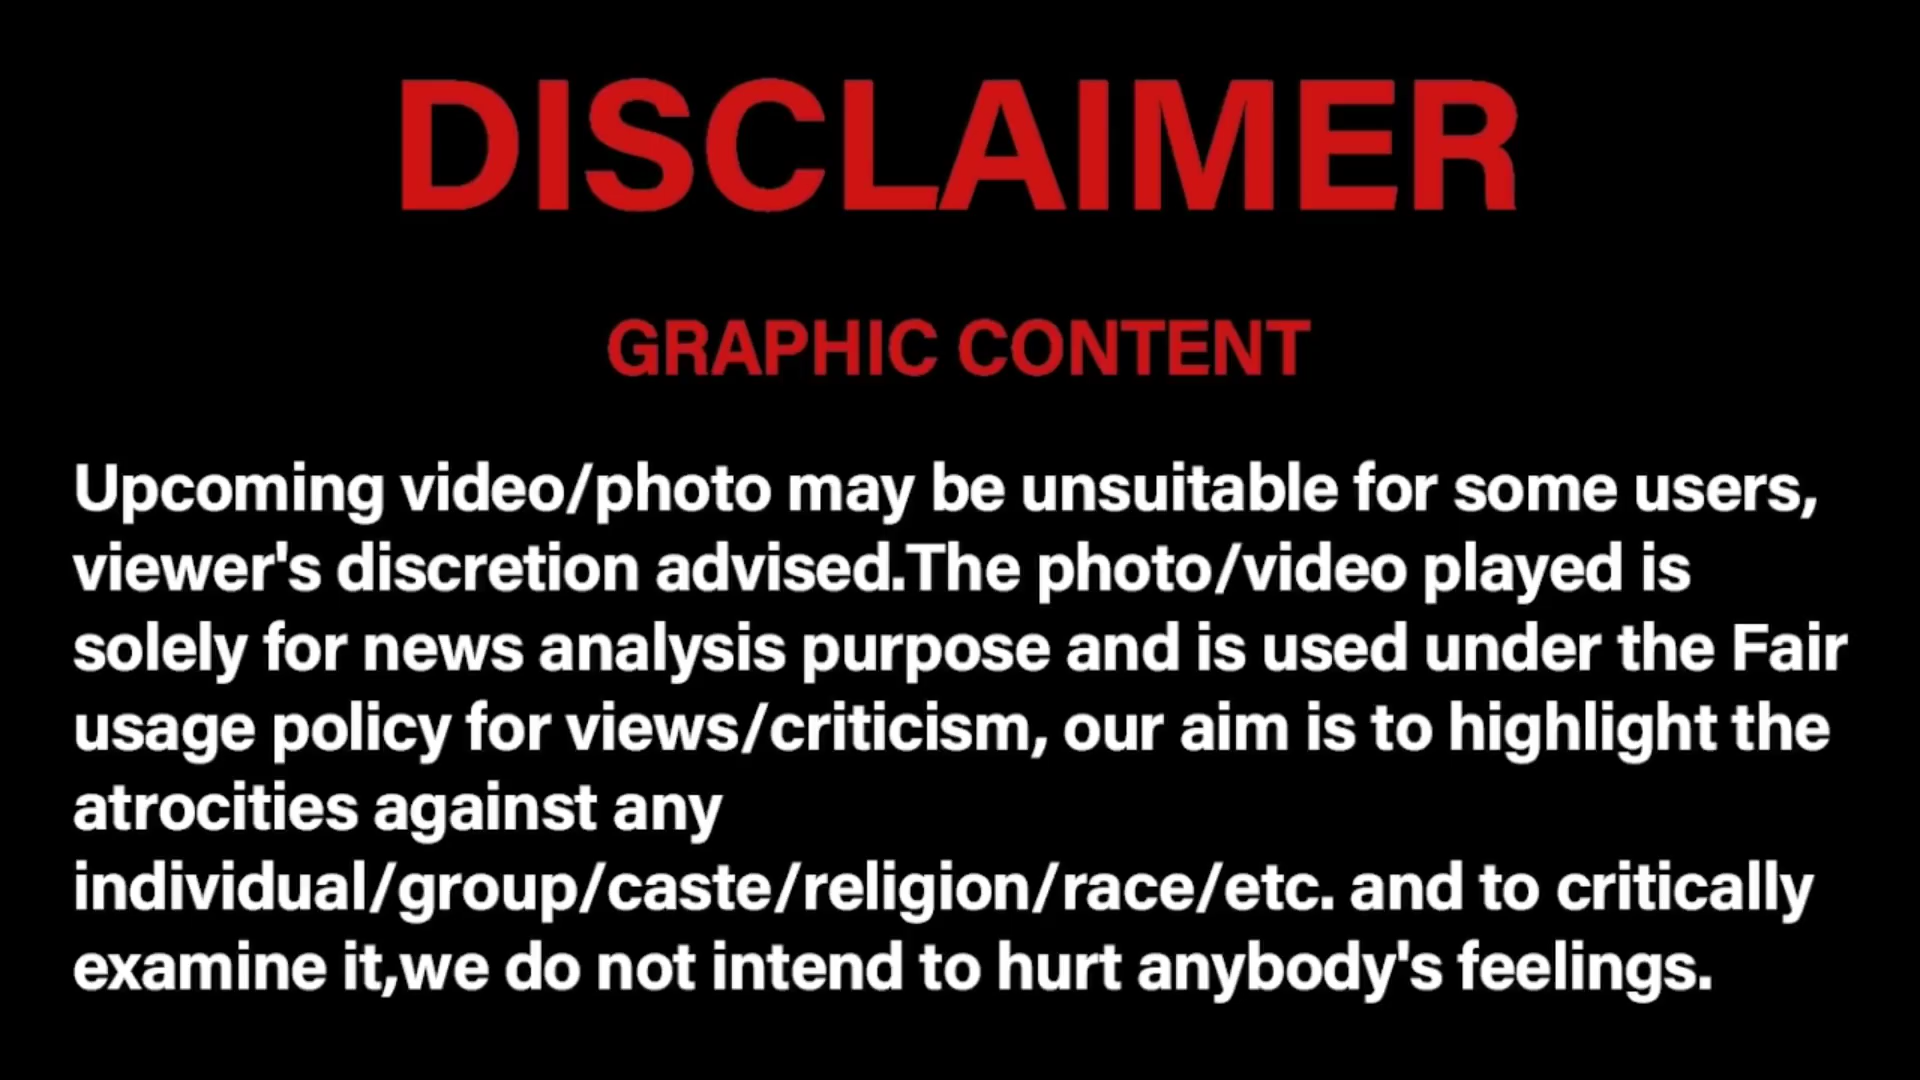 DISCLAIMER
GRAPHIC CONTENT
Upcoming video/photo may be unsuitable for some users,
viewer's discretion advised.The photo/video played is
solely for news analysis purpose and is used under the Fair
usage policy for views/criticism, our aim is to highlight the
atrocities against any
individual/group/caste/religion/race/etc. and to critically
examine it,we do not intend to hurt anybody's feelings.